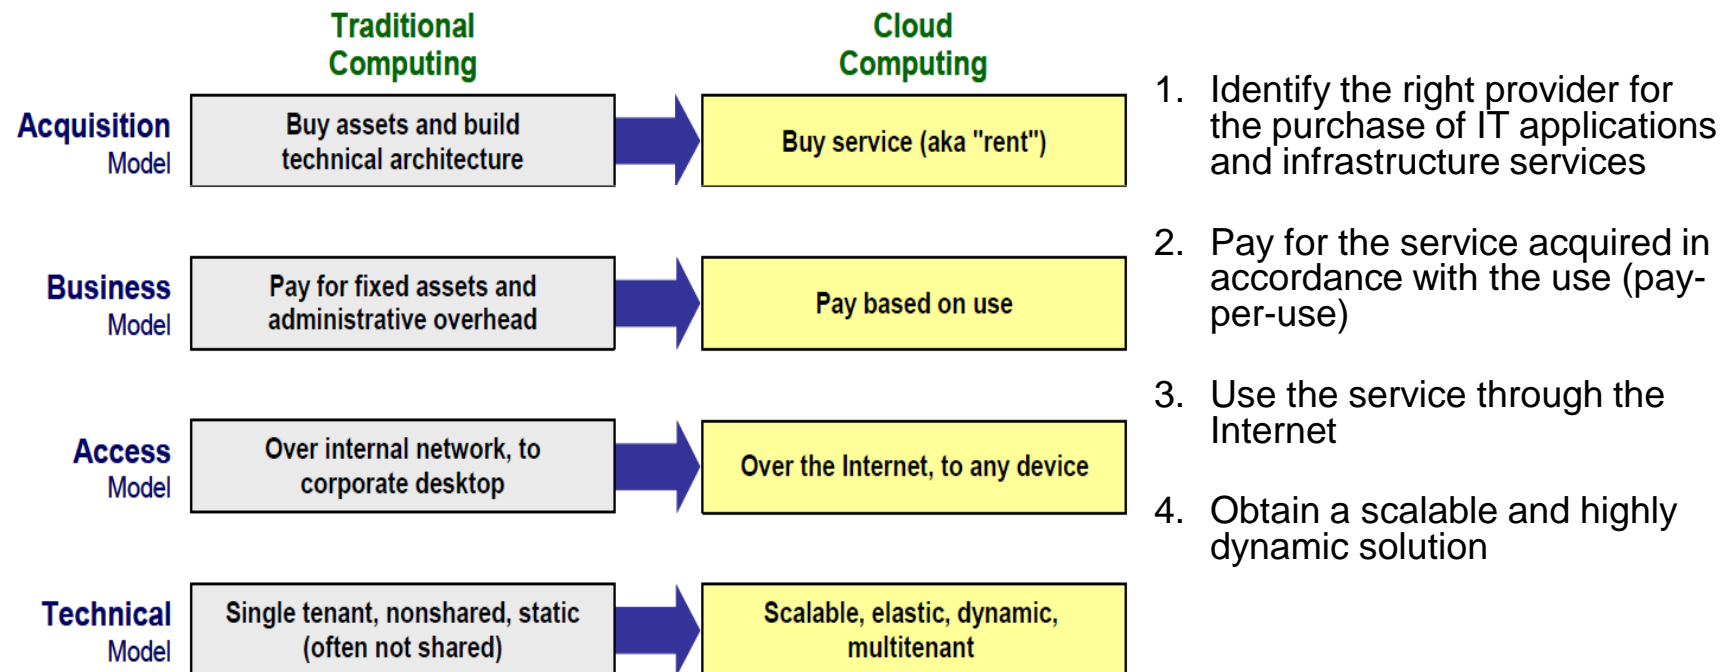 Traditional
Computing
Cloud
Computing
Acquisition
Model
Buy assets and build
technical architecture
Buy service (aka "rent")
Business
Model
Pay for fixed assets and
administrative overhead
Pay based on use
Access
Model
Over internal network, to
corporate desktop
Over the Internet, to any device
Technical
Model
Single tenant, nonshared, static
(often not shared)
Scalable, elastic, dynamic,
multitenant
1. Identify the right provider for
the purchase of IT applications
and infrastructure services
2. Pay for the service acquired in
accordance with the use (pay-
per-use)
3. Use the service through the
Internet
4. Obtain a scalable and highly
dynamic solution